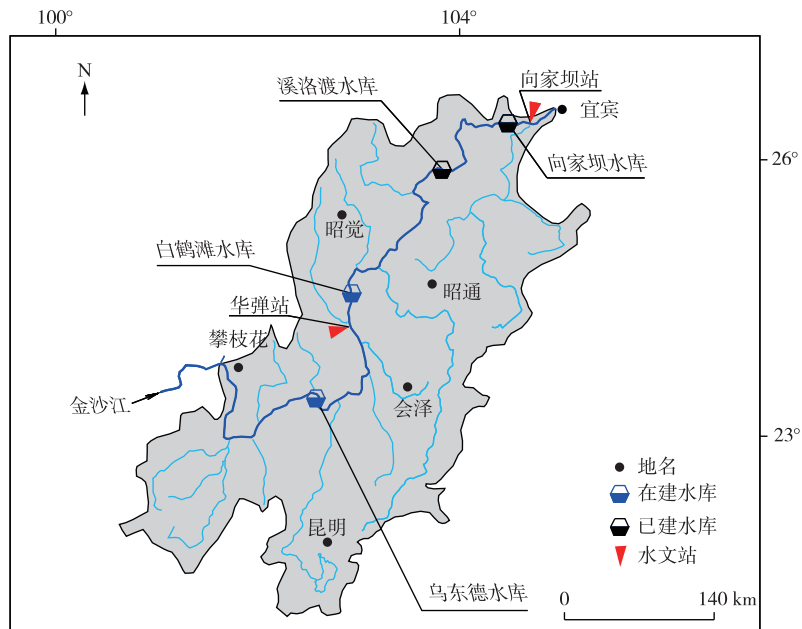 100°
104°
N
溪洛渡水库
向家坝站
宜宾
26°
向家坝水库
昭觉
白鹤滩水库
昭通
华弹站
攀枝花
金沙江
会泽
23°
地名
在建水库
已建水库
水文站
昆明
乌东德水库
0
140 km